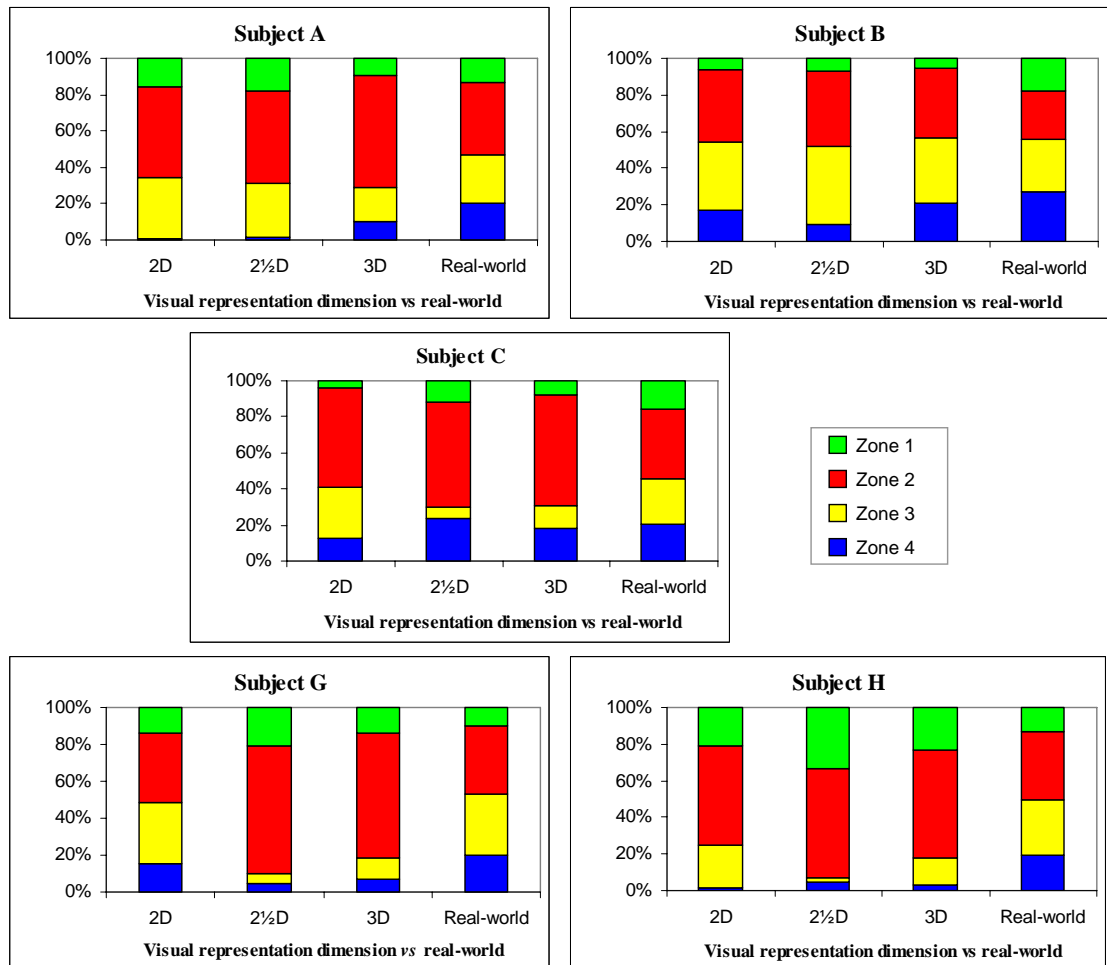 Subject A
100%
80%
60%
40%
20%
0%
2D 2½D 3D Real-world
Visual representation dimension vs real-world
Subject B
100%
80%
60%
40%
20%
0%
2D 2½D 3D Real-world
Visual representation dimension vs real-world
Subject C
100%
80%
60%
40%
20%
0%
2D 2½D 3D Real-world
Visual representation dimension vs real-world
Zone 1
Zone 2
Zone 3
Zone 4
Subject G
100%
80%
60%
40%
20%
0%
2D 2½D 3D Real-world
Visual representation dimension vs real-world
Subject H
100%
80%
60%
40%
20%
0%
2D 2½D 3D Real-world
Visual representation dimension vs real-world